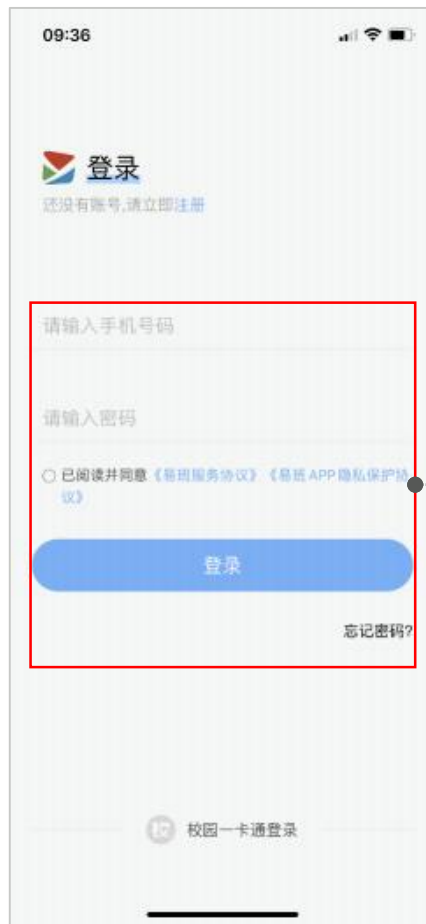 09:36
登录
还没有账号,请立即注册
请输入手机号码
请输入密码
已阅读并同意《易班服务协议》《易班APP隐私保护协
议》
登录
忘记密码?
校园一卡通登录